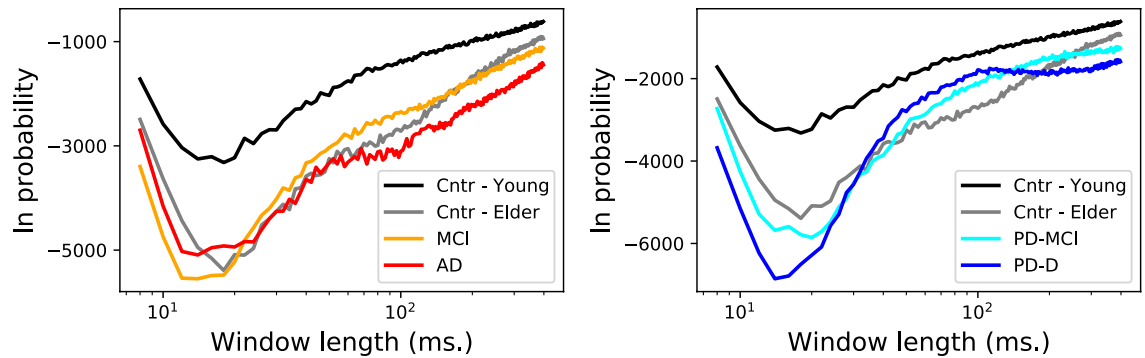 ln probability
−1000
−3000
−5000
10¹
10²
Window length (ms.)
Cntr - Young
Cntr - Elder
MCI
AD
ln probability
−2000
−4000
−6000
10¹
10²
Window length (ms.)
Cntr - Young
Cntr - Elder
PD-MCI
PD-D